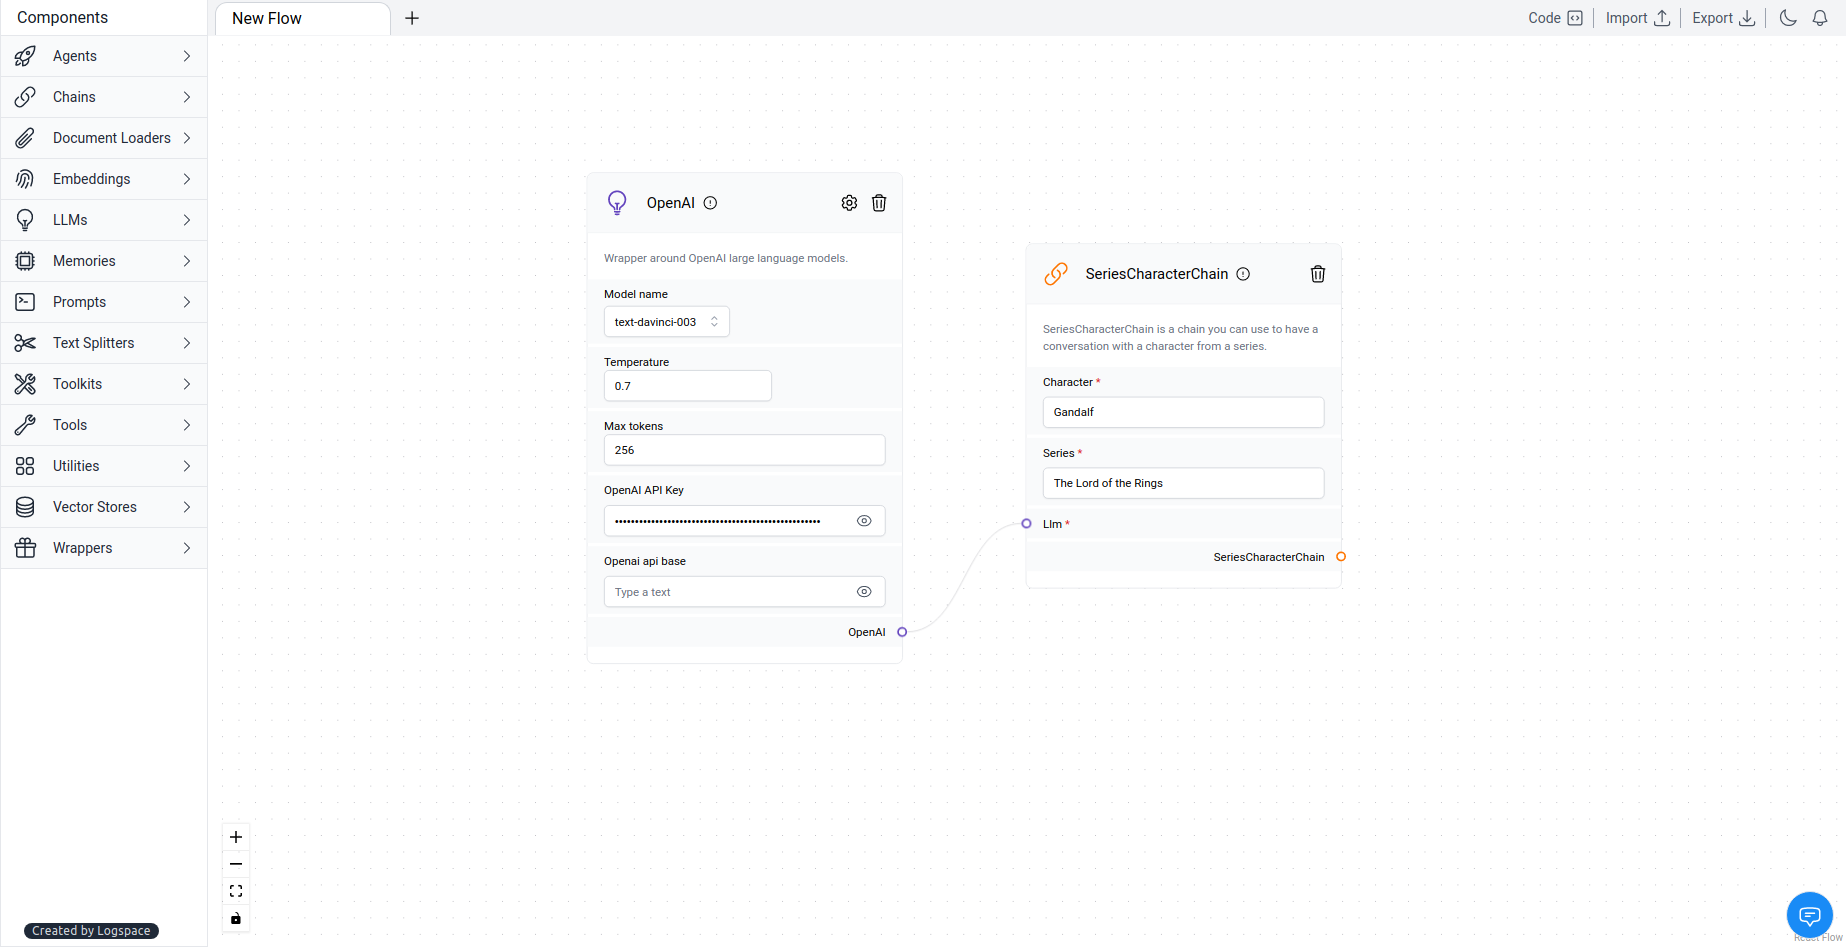 Components
New Flow
Code
Import
Export
Agents
Chains
Document Loaders
Embeddings
LLMs
Memories
Prompts
Text Splitters
Toolkits
Tools
Utilities
Vector Stores
Wrappers
Created by Logspace
OpenAI
Wrapper around OpenAI large language models.
Model name
text-davinci-003
Temperature
0.7
Max tokens
256
OpenAI API Key
••••••••••••••••••••••••••••••••••••••••••••••••••••
Openai api base
Type a text
OpenAI
SeriesCharacterChain
SeriesCharacterChain is a chain you can use to have a
conversation with a character from a series.
Character *
Gandalf
Series *
The Lord of the Rings
Llm *
SeriesCharacterChain
React Flow